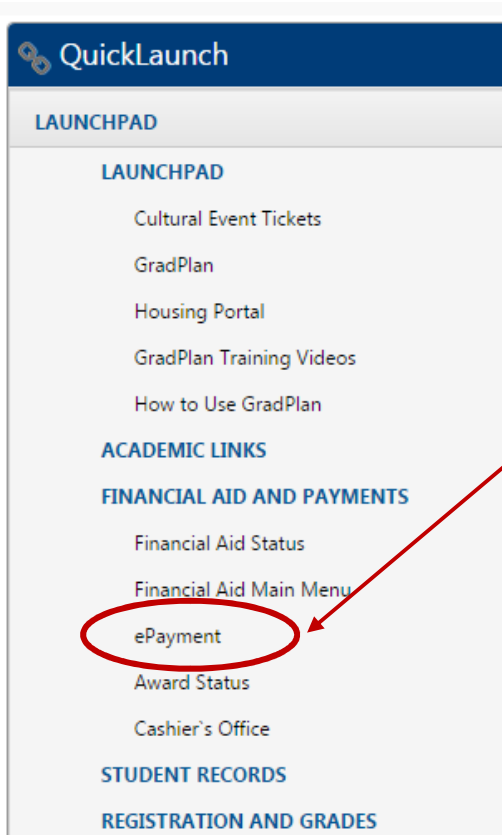 QuickLaunch
LAUNCHPAD
LAUNCHPAD
Cultural Event Tickets
GradPlan
Housing Portal
GradPlan Training Videos
How to Use GradPlan
ACADEMIC LINKS
FINANCIAL AID AND PAYMENTS
Financial Aid Status
Financial Aid Main Menu
ePayment
Award Status
Cashier`s Office
STUDENT RECORDS
REGISTRATION AND GRADES